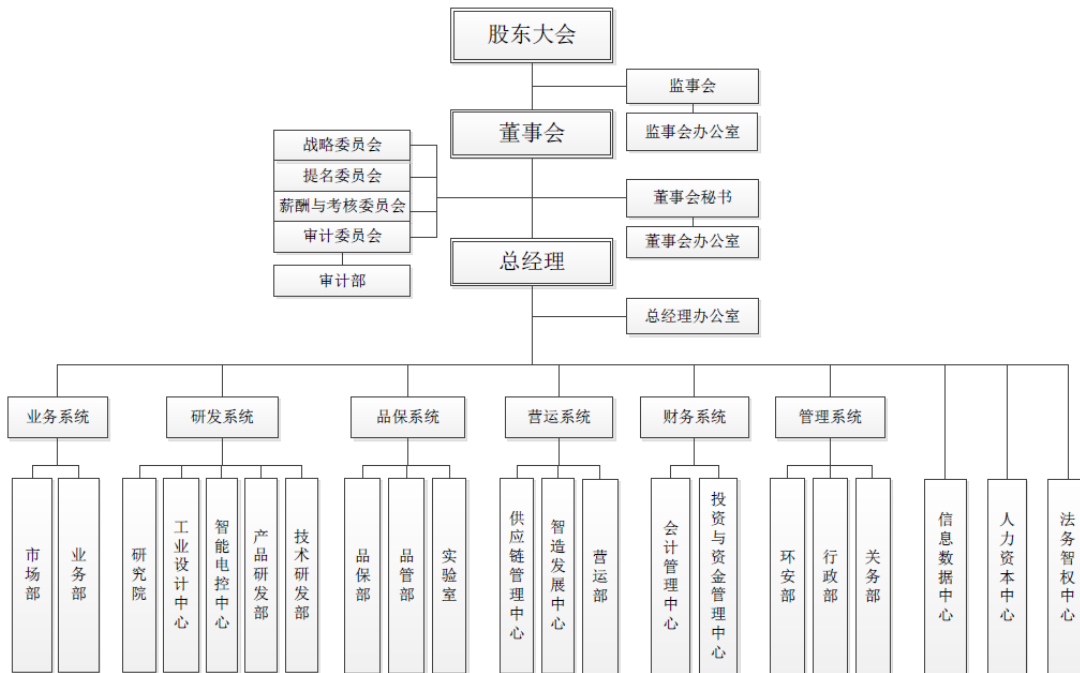 股东大会
监事会
董事会
监事会办公室
战略委员会
提名委员会
薪酬与考核委员会
审计委员会
审计部
董事会秘书
董事会办公室
总经理
总经理办公室
业务系统
研发系统
品保系统
营运系统
财务系统
管理系统
市场部
业务部
研究院
工业设计中心
智能电控中心
产品研发部
技术研发部
品保部
品管部
实验室
供应链管理中心
智造发展中心
营运部
会计管理中心
投资与资金管理中心
环安部
行政部
关务部
信息数据中心
人力资本中心
法务智权中心